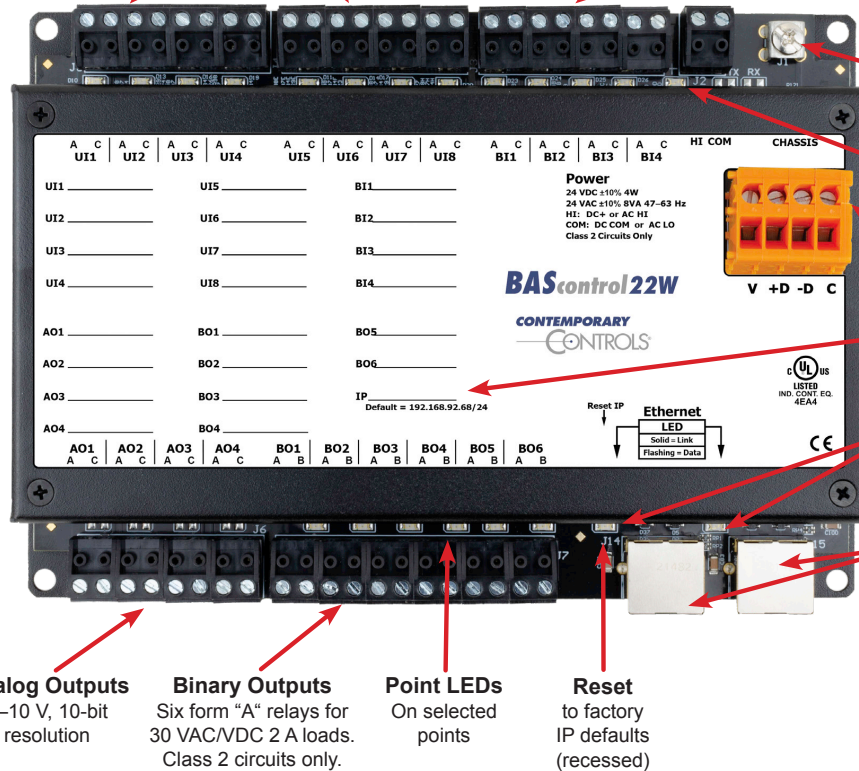 J2 TX RX
J1
A C A C A C A C A C A C A C A C A C A C A C A C HI COM CHASSIS
UI1 UI2 UI3 UI4 UI5 UI6 UI7 UI8 BI1 BI2 BI3 BI4
UI1 UI5 BI1
UI2 UI6 BI2
UI3 UI7 BI3
UI4 UI8 BI4
AO1 BO1 BO5
AO2 BO2 BO6
AO3 BO3 IP
Default = 192.168.92.68/24
AO4 BO4
Power
24 VDC ±10% 4W
24 VAC ±10% 8VA 47–63 Hz
HI: DC+ or AC HI
COM: DC COM or AC LO
Class 2 Circuits Only
V +D -D C
BAScontrol22W
CONTEMPORARY
CONTROLS®
C UL US
LISTED
IND. CONT. EQ.
4EA4
Reset IP
Ethernet
LED
Solid = Link
Flashing = Data
CE
AO1 AO2 AO3 AO4 BO1 BO2 BO3 BO4 BO5 BO6
A C A C A C A C A B A B A B A B A B A B
J6
J14
alog Outputs
–10 V, 10-bit
resolution
Binary Outputs
Six form “A“ relays for
30 VAC/VDC 2 A loads.
Class 2 circuits only.
Point LEDs
On selected
points
Reset
to factory
IP defaults
(recessed)